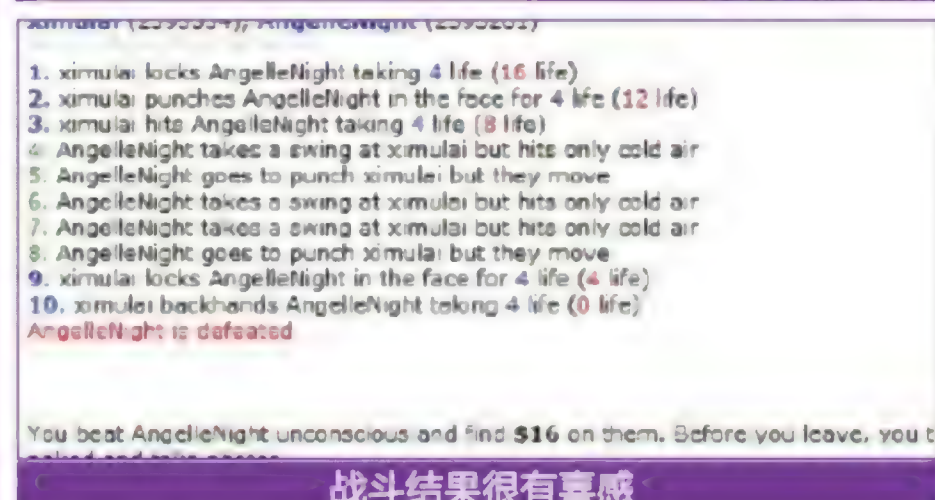 ximulai (2393334), AngelleNight (2393201)
1. ximulai locks AngelleNight taking 4 life (16 life)
2. ximulai punches AngelleNight in the face for 4 life (12 life)
3. ximulai hits AngelleNight taking 4 life (8 life)
4. AngelleNight takes a swing at ximulai but hits only cold air
5. AngelleNight goes to punch ximulai but they move
6. AngelleNight takes a swing at ximulai but hits only cold air
7. AngelleNight takes a swing at ximulai but hits only cold air
8. AngelleNight goes to punch ximulai but they move
9. ximulai locks AngelleNight in the face for 4 life (4 life)
10. ximulai backhands AngelleNight taking 4 life (0 life)
AngelleNight is defeated
You beat AngelleNight unconscious and find $16 on them. Before you leave, you t
战斗结果很有喜感